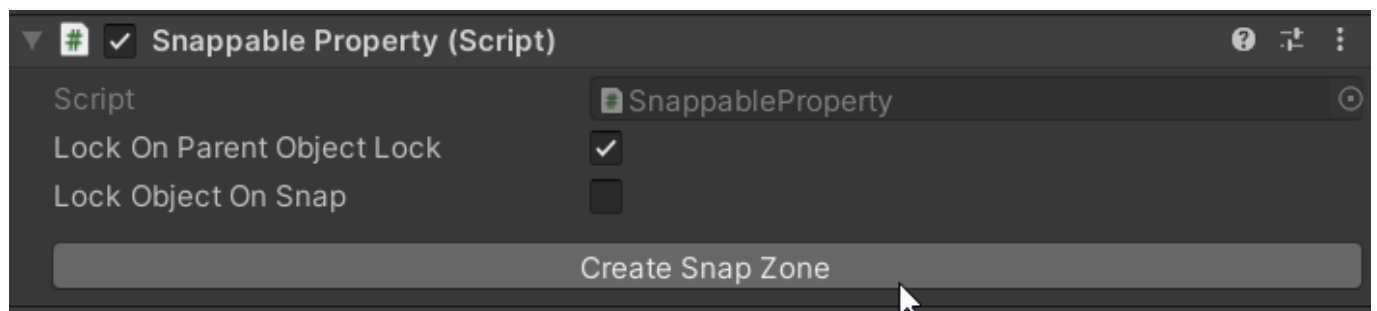 Snappable Property (Script)
Script SnappableProperty
Lock On Parent Object Lock
Lock Object On Snap
Create Snap Zone